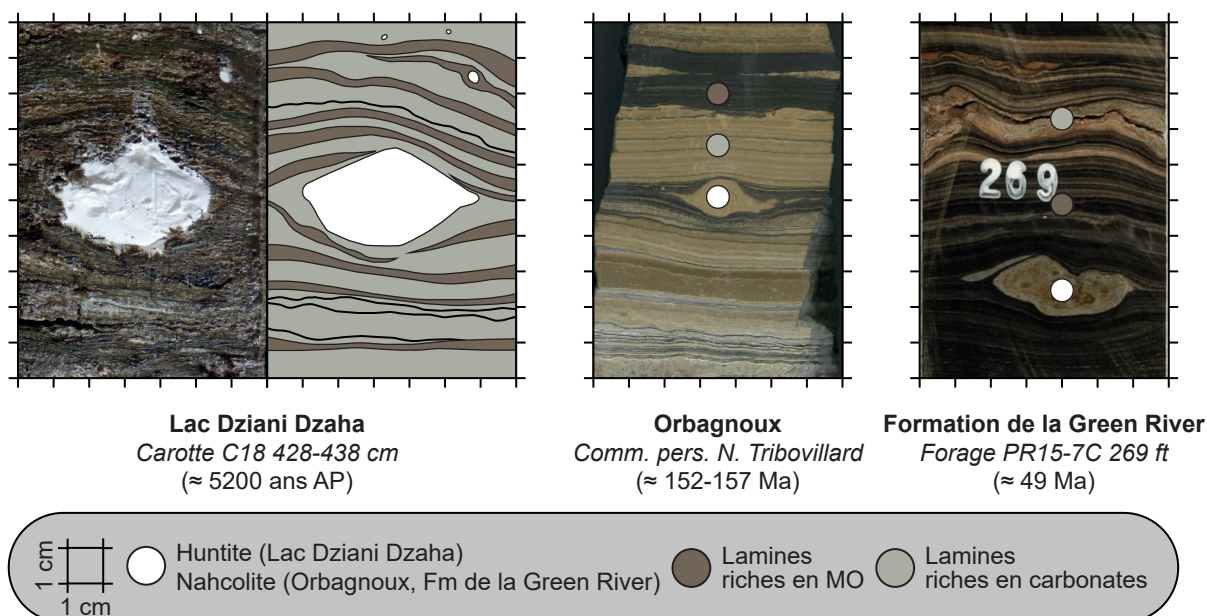 269
Lac Dziani Dzaha
Carotte C18 428-438 cm
(≈ 5200 ans AP)
Orbagnoux
Comm. pers. N. Tribovillard
(≈ 152-157 Ma)
Formation de la Green River
Forage PR15-7C 269 ft
(≈ 49 Ma)
1 cm
1 cm
Huntite (Lac Dziani Dzaha)
Nahcolite (Orbagnoux, Fm de la Green River)
Lamines
riches en MO
Lamines
riches en carbonates